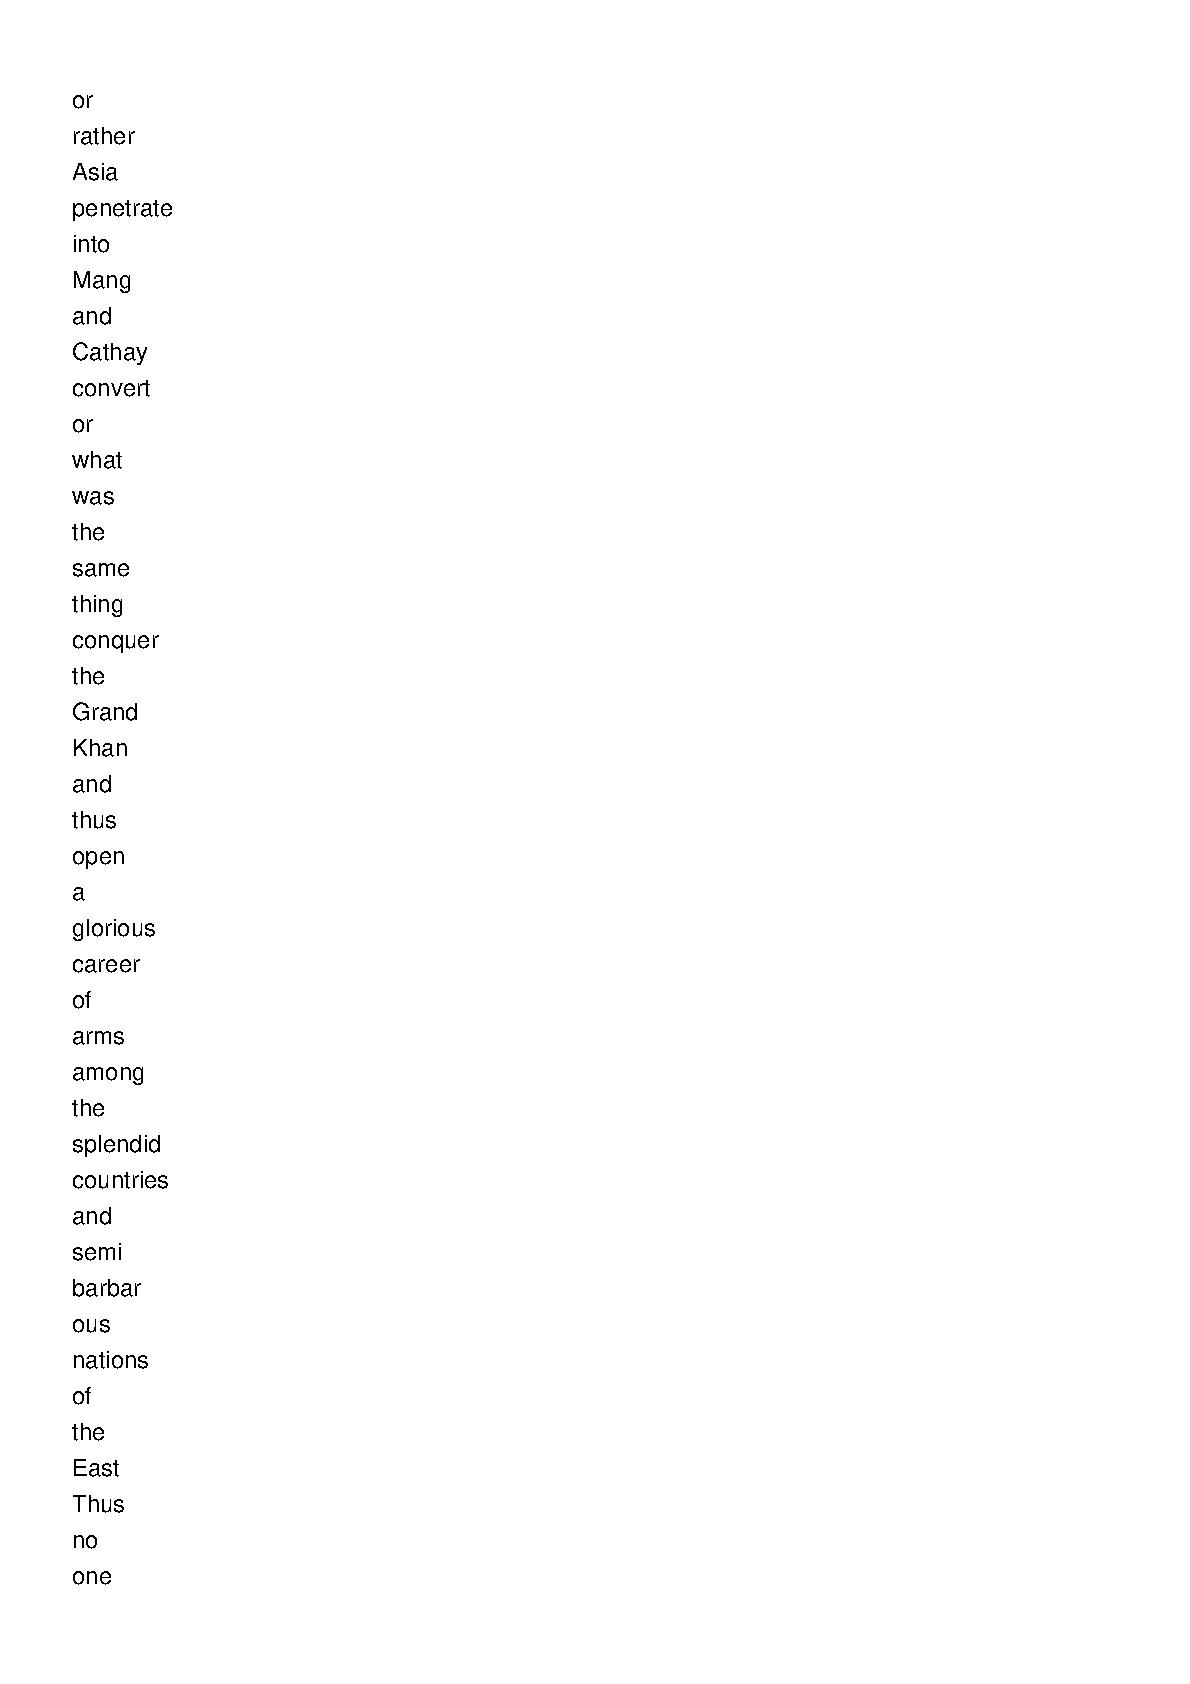 or
rather
Asia
penetrate
into
Mang
and
Cathay
convert
or
what
was
the
same
thing
conquer
the
Grand
Khan
and
thus
open
a
glorious
career
of
arms
among
the
splendid
countries
and
semi
barbar
ous
nations
of
the
East
Thus
no
one